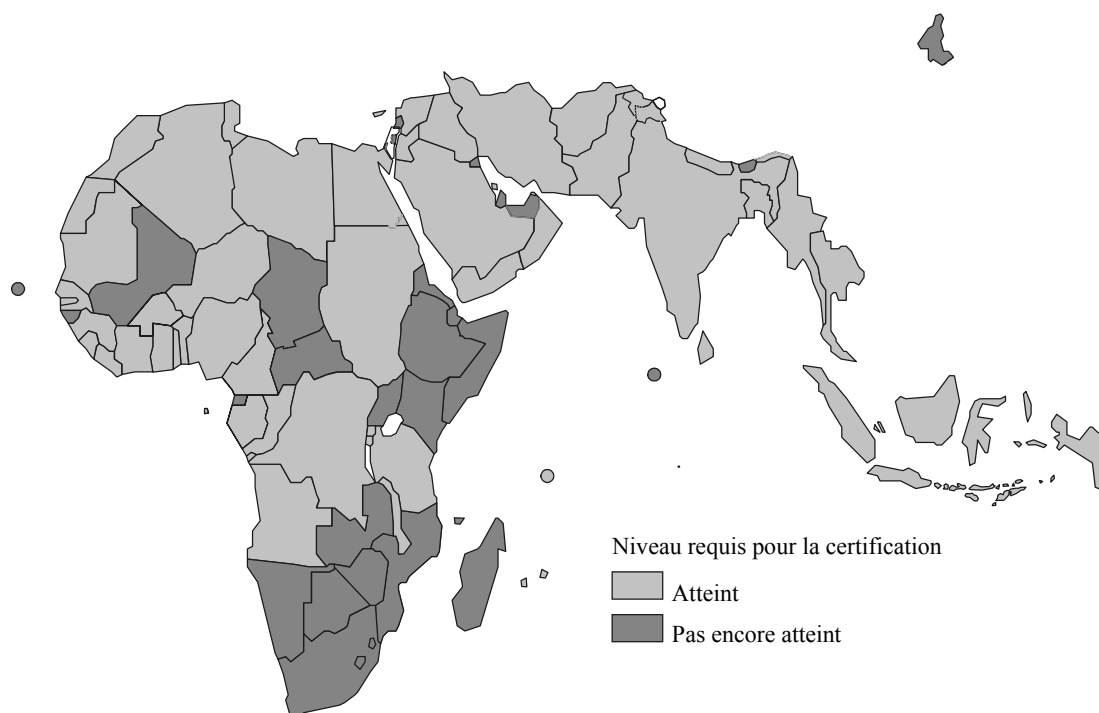 Niveau requis pour la certification
Atteint
Pas encore atteint